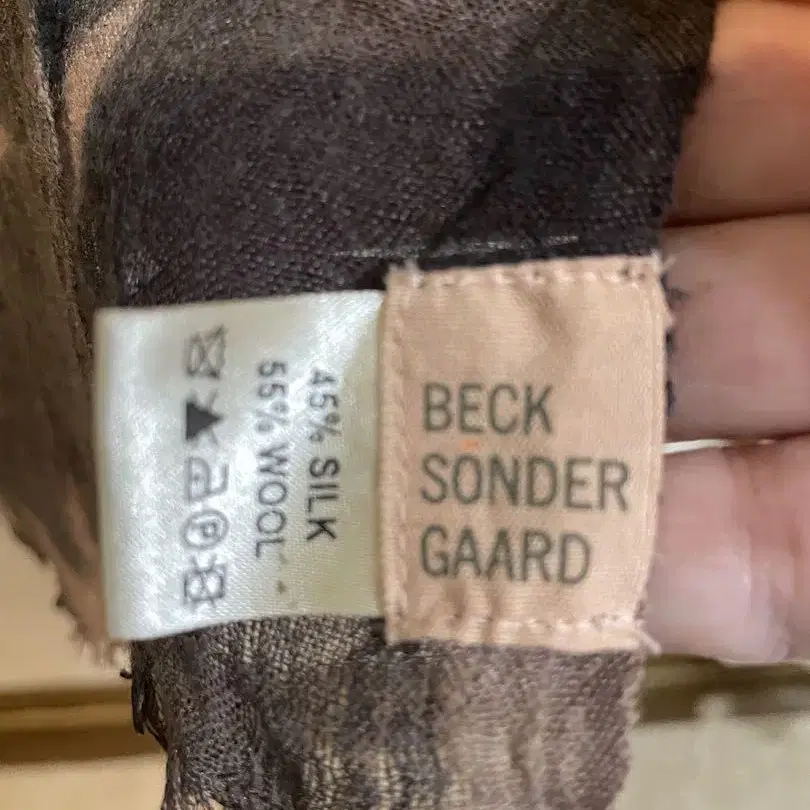 BECK
SONDER
GAARD
45% SILK
55% WOOL